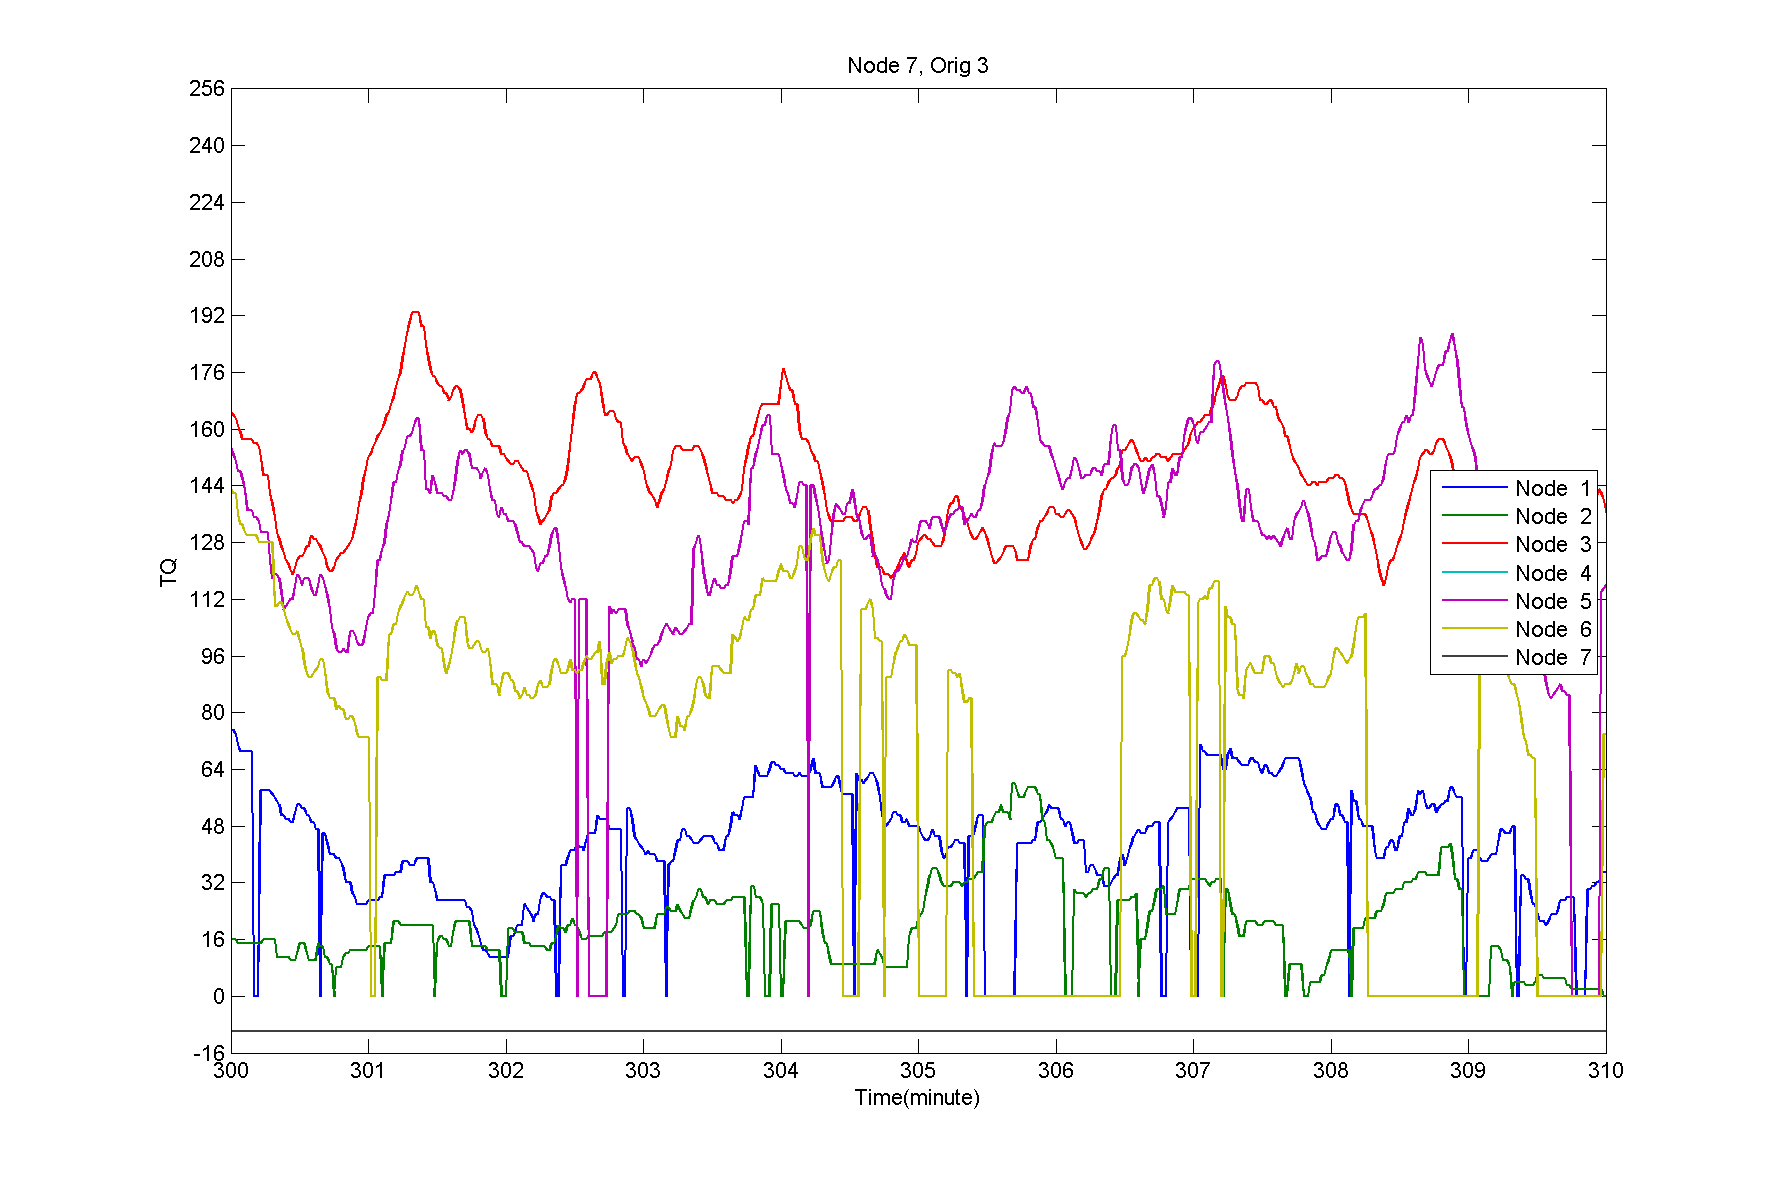 Node 7, Orig 3
256
240
224
208
192
176
160
144
128
112
96
80
64
48
32
16
0
-16
TQ
Node 1
Node 2
Node 3
Node 4
Node 5
Node 6
Node 7
300 301 302 303 304 305 306 307 308 309 310
Time(minute)